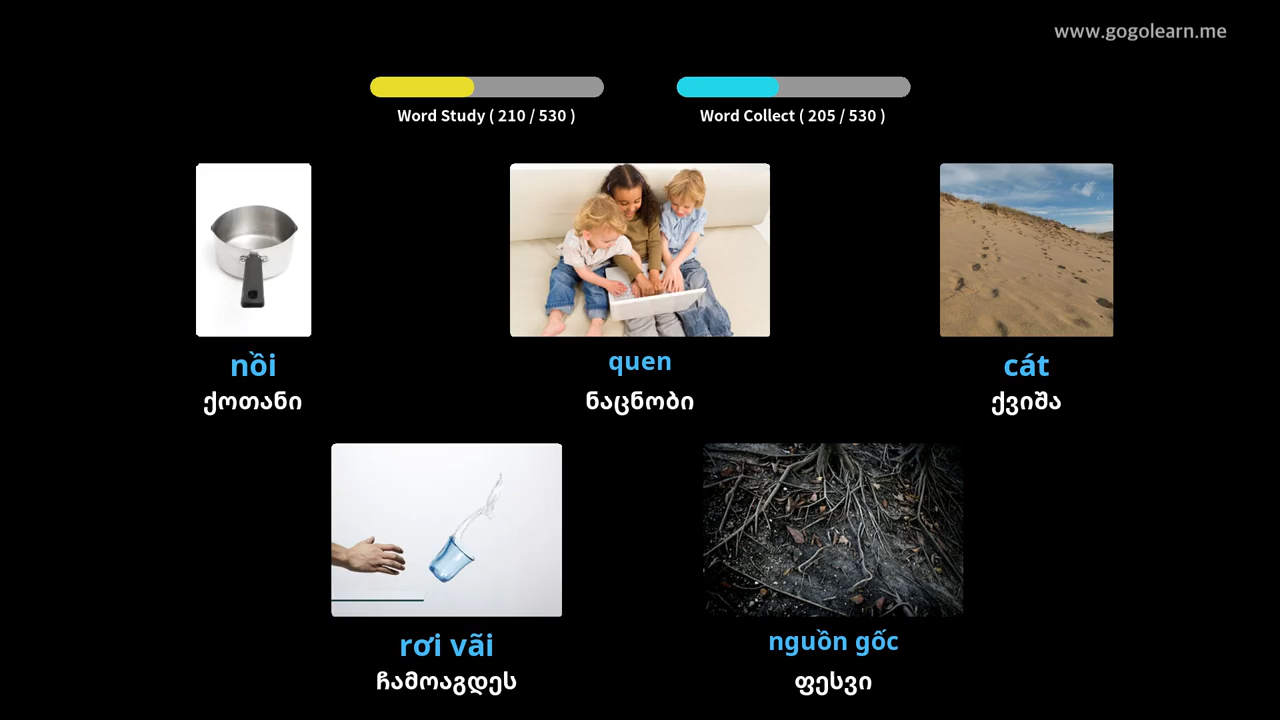 www.gogolearn.me
Word Study ( 210 / 530 )
Word Collect ( 205 / 530 )
nồi
ქოთანი
quen
ნაცნობი
cát
ქვიშა
rơi vãi
ჩამოაგდეს
nguồn gốc
ფესვი